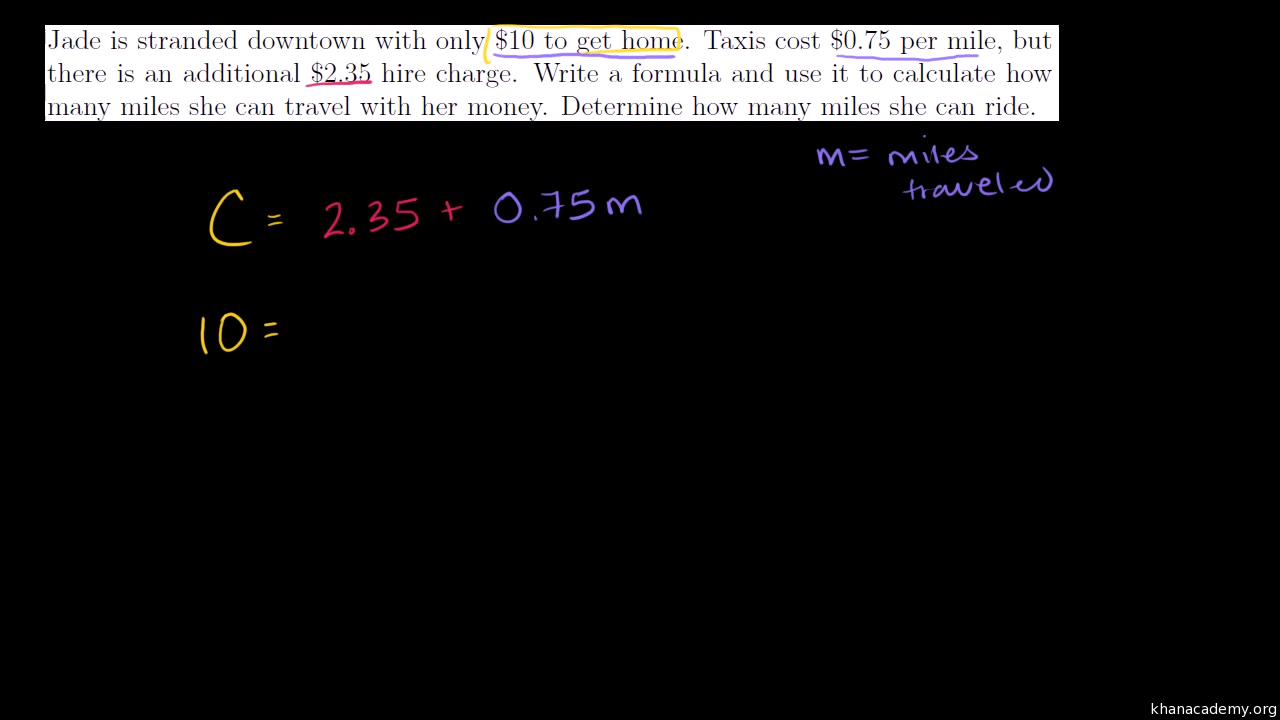 Jade is stranded downtown with only $10 to get home. Taxis cost $0.75 per mile, but
there is an additional $2.35 hire charge. Write a formula and use it to calculate how
many miles she can travel with her money. Determine how many miles she can ride.
m = miles
traveled
C = 2.35 + 0.75m
10 =
khanacademy.org